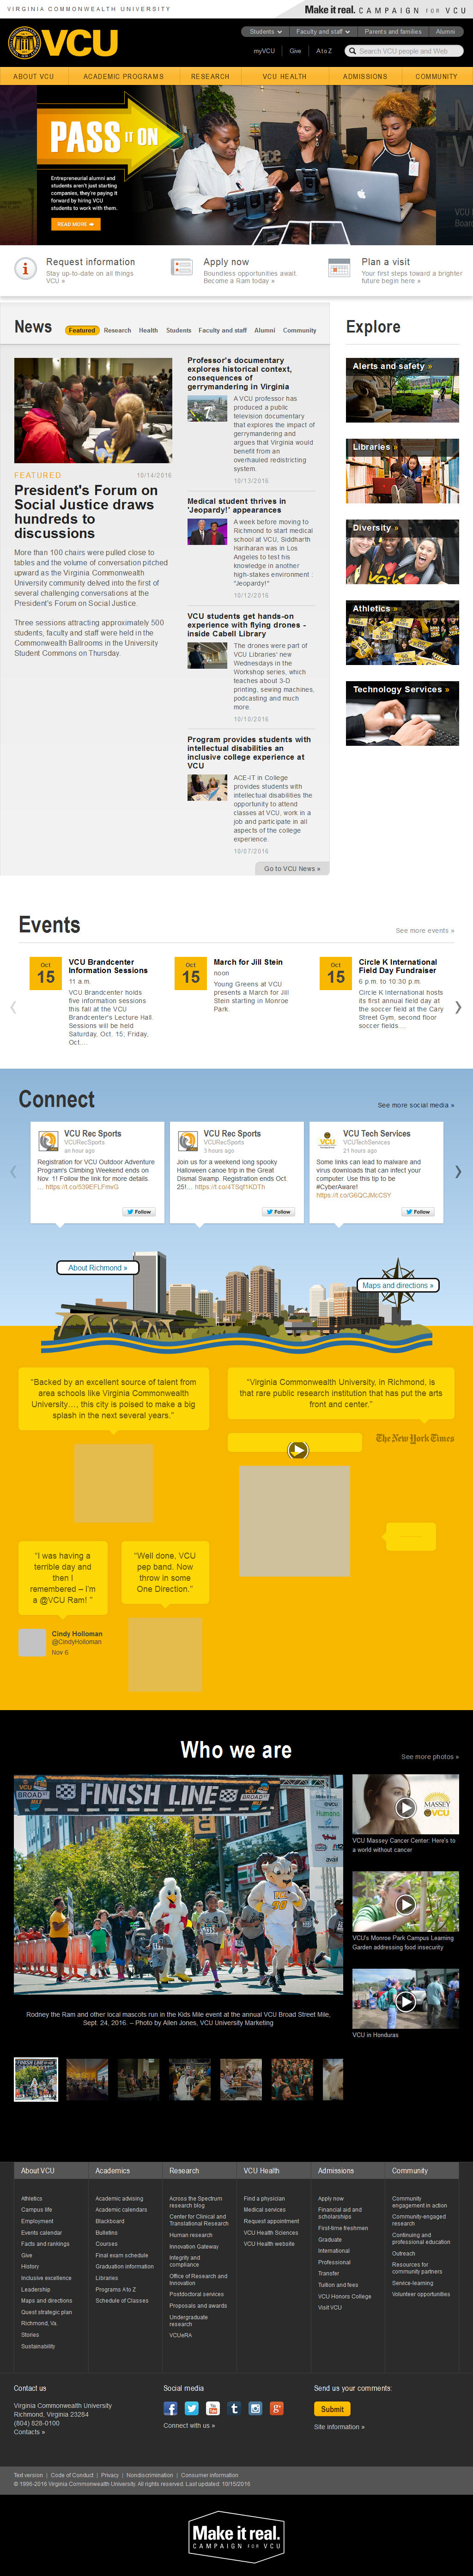 VIRGINIA COMMONWEALTH UNIVERSITY
Make it real. CAMPAIGN FOR VCU
VCU
Students
Faculty and staff
Parents and families
Alumni
myVCU
Give
A to Z
Search VCU people and Web
ABOUT VCU
ACADEMIC PROGRAMS
RESEARCH
VCU HEALTH
ADMISSIONS
COMMUNITY
PASS IT ON
Entrepreneurial alumni and
students aren't just starting
companies, they're paying it
forward by hiring VCU
students to work with them.
READ MORE
Request information
Stay up-to-date on all things
VCU »
Apply now
Boundless opportunities await.
Become a Ram today »
Plan a visit
Your first steps toward a brighter
future begin here »
News
Featured
Research
Health
Students
Faculty and staff
Alumni
Community
FEATURED
10/14/2016
President's Forum on
Social Justice draws
hundreds to
discussions
More than 100 chairs were pulled close to
tables and the volume of conversation pitched
upward as the Virginia Commonwealth
University community delved into the first of
several challenging conversations at the
President's Forum on Social Justice.
Three sessions attracting approximately 500
students, faculty and staff were held in the
Commonwealth Ballrooms in the University
Student Commons on Thursday.
Professor's documentary
explores historical context,
consequences of
gerrymandering in Virginia
A VCU professor has
produced a public
television documentary
that explores the impact of
gerrymandering and
argues that Virginia would
benefit from an
overhauled redistricting
system.
10/13/2016
Medical student thrives in
'Jeopardy!' appearances
A week before moving to
Richmond to start medical
school at VCU, Siddharth
Hariharan was in Los
Angeles to test his
knowledge in another
high-stakes environment :
"Jeopardy!"
10/12/2016
VCU students get hands-on
experience with flying drones -
inside Cabell Library
The drones were part of
VCU Libraries' new
Wednesdays in the
Workshop series, which
teaches about 3-D
printing, sewing machines,
podcasting and much
more.
10/10/2016
Program provides students with
intellectual disabilities an
inclusive college experience at
VCU
ACE-IT in College
provides students with
intellectual disabilities the
opportunity to attend
classes at VCU, work in a
job and participate in all
aspects of the college
experience.
10/07/2016
Go to VCU News »
Explore
Alerts and safety »
Libraries »
Diversity »
Athletics »
Technology Services »
Events
See more events »
Oct
15
VCU Brandcenter
Information Sessions
11 a.m.
VCU Brandcenter holds
five information sessions
this fall at the VCU
Brandcenter's Lecture Hall.
Sessions will be held
Saturday, Oct. 15; Friday,
Oct....
Oct
15
March for Jill Stein
noon
Young Greens at VCU
presents a March for Jill
Stein starting in Monroe
Park.
Oct
15
Circle K International
Field Day Fundraiser
6 p.m. to 10:30 p.m.
Circle K International hosts
its first annual field day at
the soccer field at the Cary
Street Gym, second floor
soccer fields....
Connect
See more social media »
VCU Rec Sports
VCURecSports
an hour ago
Registration for VCU Outdoor Adventure
Program's Climbing Weekend ends on
Nov. 1! Follow the link for more details.
... https://t.co/539EFLFmvG
Follow
VCU Rec Sports
VCURecSports
3 hours ago
Join us for a weekend long spooky
Halloween canoe trip in the Great
Dismal Swamp. Registration ends Oct.
25!... https://t.co/4TSqf1KDTh
Follow
VCU Tech Services
VCUTechServices
21 hours ago
Some links can lead to malware and
virus downloads that can infect your
computer. Use this tip to be
#CyberAware!
https://t.co/G6QCJMcCSY
Follow
About Richmond »
Maps and directions »
“Backed by an excellent source of talent from
area schools like Virginia Commonwealth
University…, this city is poised to make a big
splash in the next several years.”
“Virginia Commonwealth University, in Richmond, is
that rare public research institution that has put the arts
front and center.”
The New York Times
“I was having a
terrible day and
then I
remembered – I'm
a @VCU Ram! ”
“Well done, VCU
pep band. Now
throw in some
One Direction.”
Cindy Holloman
@CindyHolloman
Nov 6
Who we are
See more photos »
FINISH LINE
VCU Massey Cancer Center: Here's to
a world without cancer
VCU's Monroe Park Campus Learning
Garden addressing food insecurity
VCU in Honduras
Rodney the Ram and other local mascots run in the Kids Mile event at the annual VCU Broad Street Mile,
Sept. 24, 2016. – Photo by Allen Jones, VCU University Marketing
About VCU
Athletics
Campus life
Employment
Events calendar
Facts and rankings
Give
History
Inclusive excellence
Leadership
Maps and directions
Quest strategic plan
Richmond, Va.
Stories
Sustainability
Academics
Academic advising
Academic calendars
Blackboard
Bulletins
Courses
Final exam schedule
Graduation information
Libraries
Programs A to Z
Schedule of Classes
Research
Across the Spectrum
research blog
Center for Clinical and
Translational Research
Human research
Innovation Gateway
Integrity and
compliance
Office of Research and
Innovation
Postdoctoral services
Proposals and awards
Undergraduate
research
VCUeRA
VCU Health
Find a physician
Medical services
Request appointment
VCU Health Sciences
VCU Health website
Admissions
Apply now
Financial aid and
scholarships
First-time freshmen
Graduate
International
Professional
Transfer
Tuition and fees
VCU Honors College
Visit VCU
Community
Community
engagement in action
Community-engaged
research
Continuing and
professional education
Outreach
Resources for
community partners
Service-learning
Volunteer opportunities
Contact us
Virginia Commonwealth University
Richmond, Virginia 23284
(804) 828-0100
Contacts »
Social media
Connect with us »
Send us your comments:
Submit
Site information »
Text version | Code of Conduct | Privacy | Nondiscrimination | Consumer information
© 1996-2016 Virginia Commonwealth University. All rights reserved. Last updated: 10/15/2016
Make it real.
CAMPAIGN FOR VCU